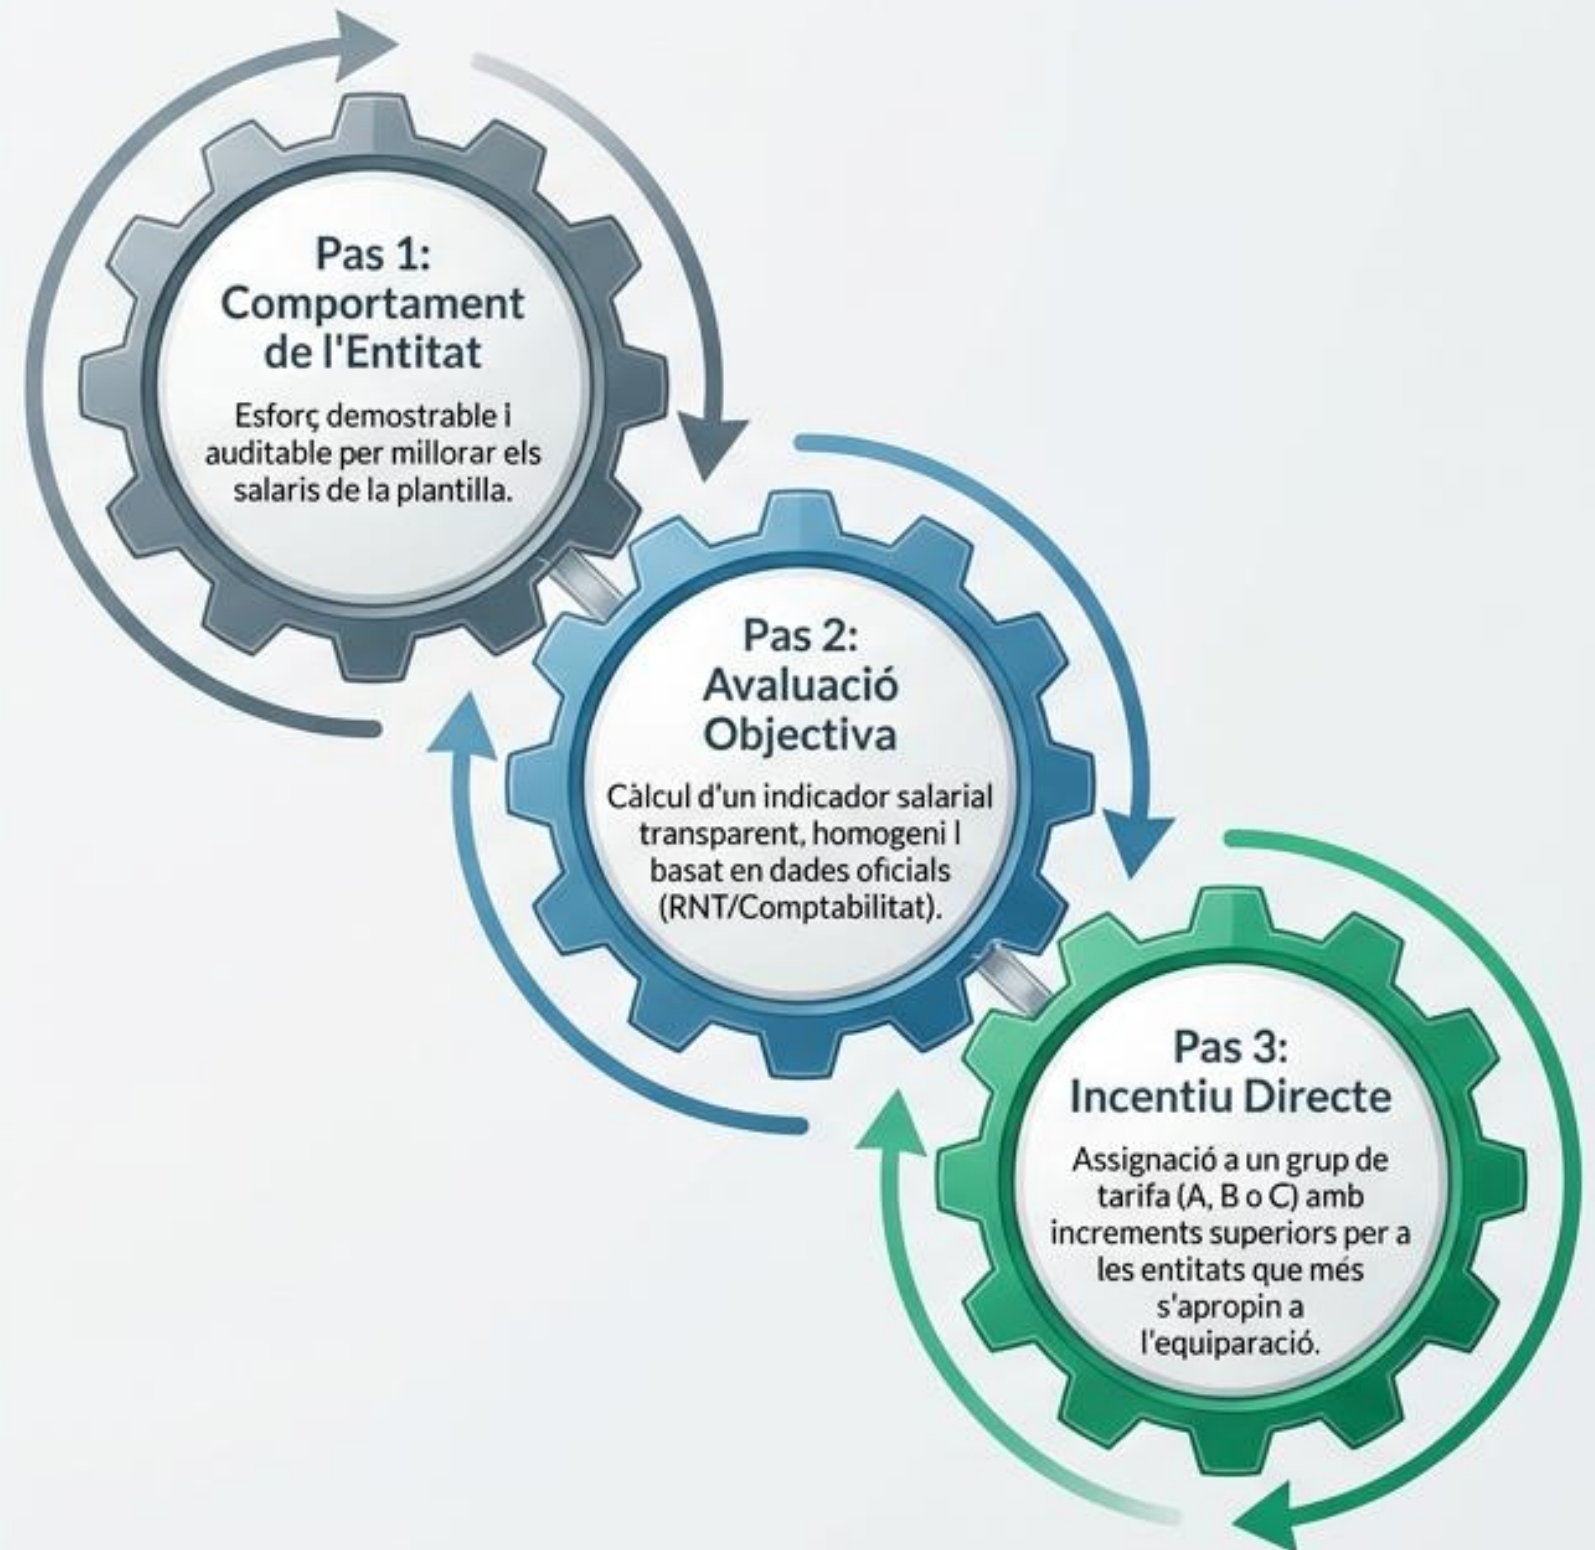 Pas 1:
Comportament
de l'Entitat
Esforç demostrable i
auditable per millorar els
salaris de la plantilla.
Pas 2:
Avaluació
Objectiva
Càlcul d'un indicador salarial
transparent, homogeni l
basat en dades oficials
(RNT/Comptabilitat).
Pas 3:
Incentiu Directe
Assignació a un grup de
tarifa (A, B o C) amb
increments superiors per a
les entitats que més
s'apropin a
l'equiparació.